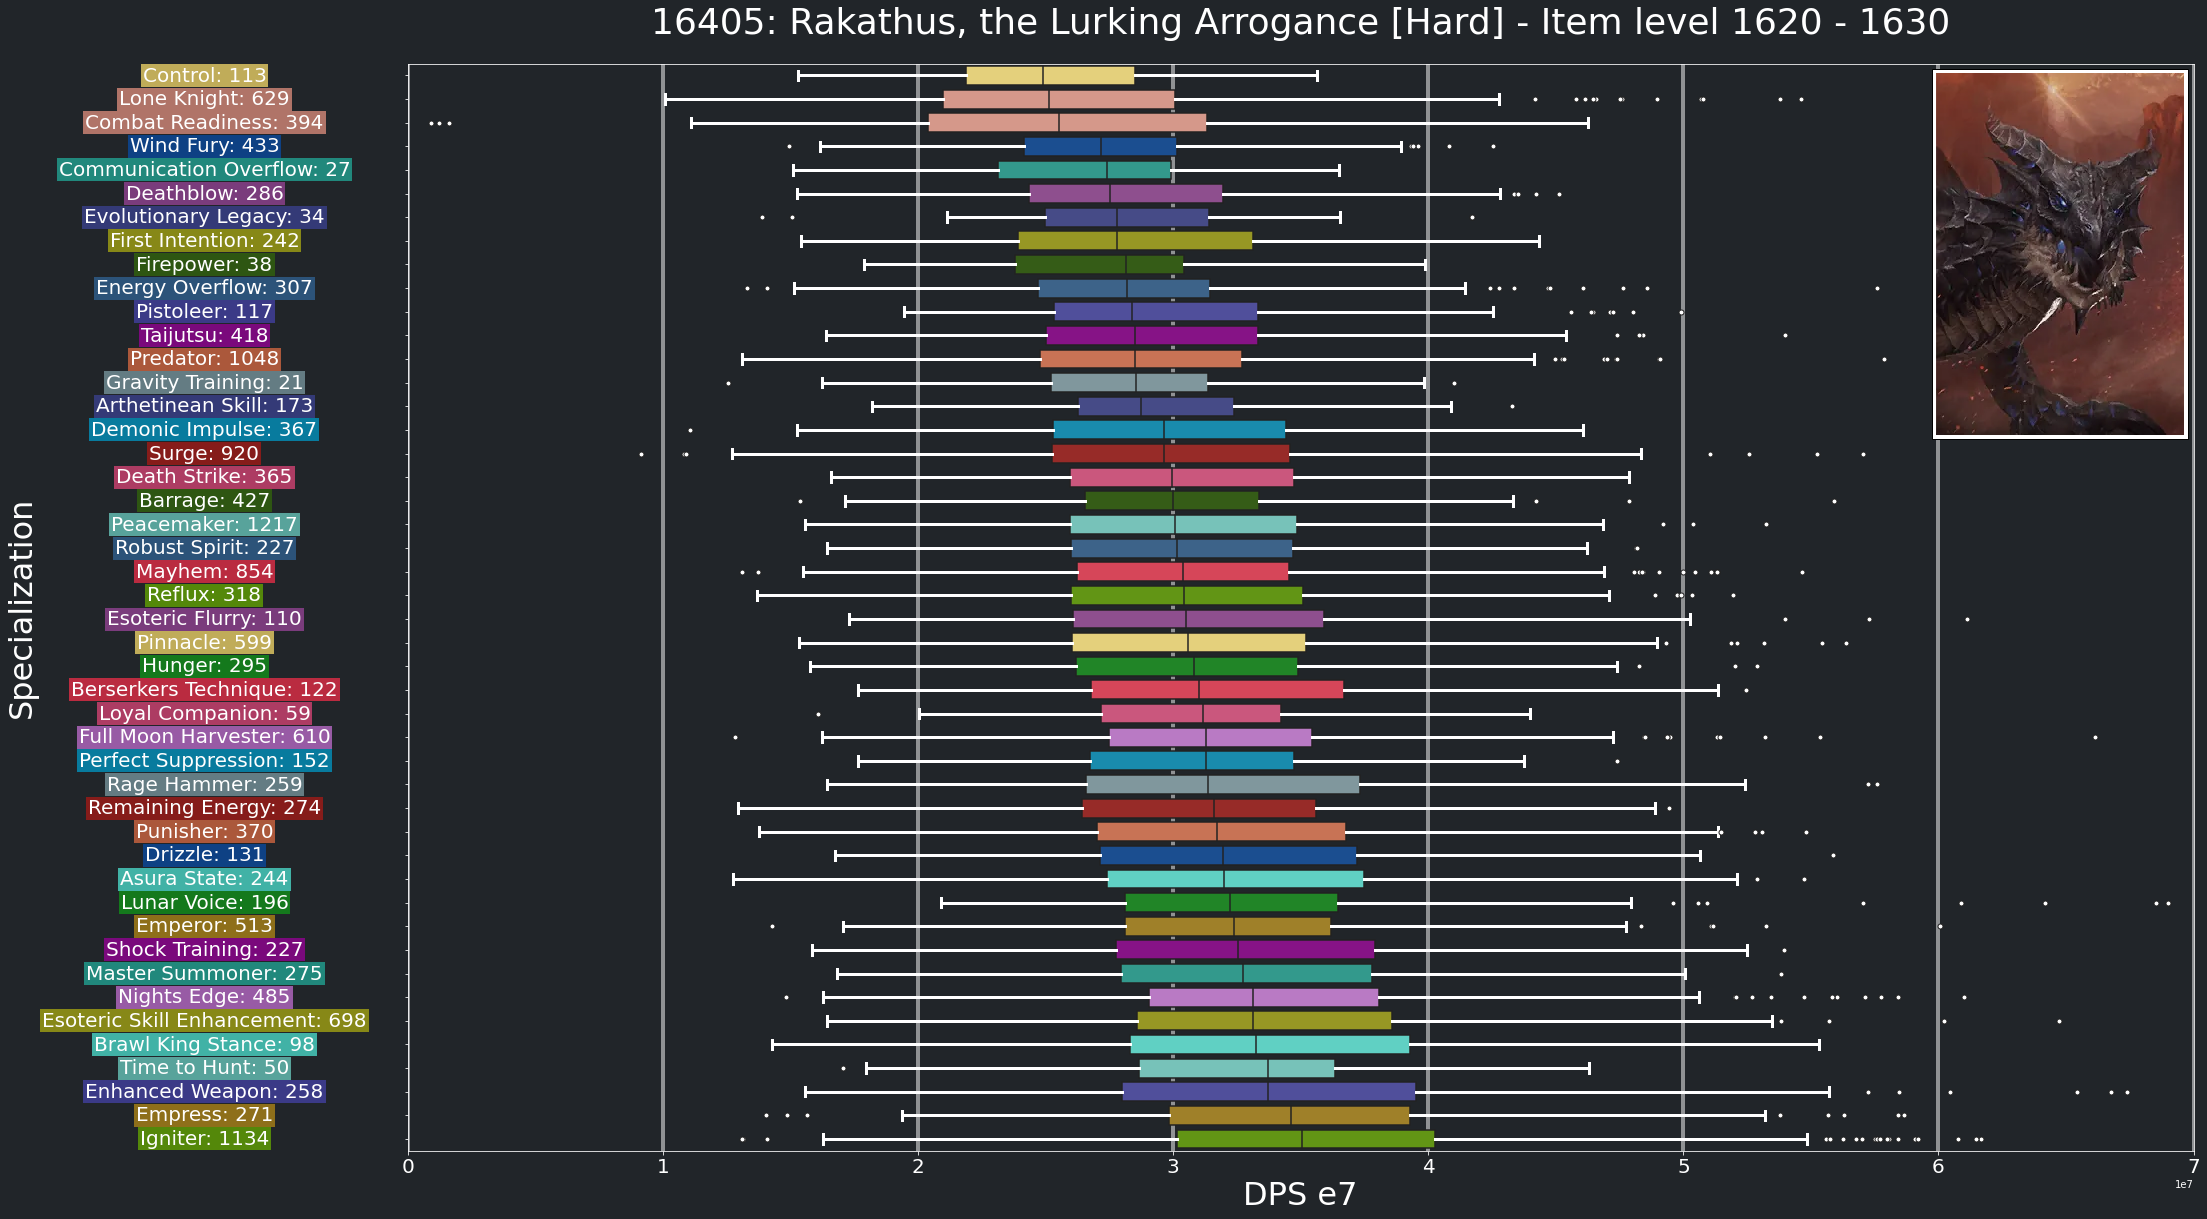 16405: Rakathus, the Lurking Arrogance [Hard] - Item level 1620 - 1630
Specialization
Control: 113
Lone Knight: 629
Combat Readiness: 394
Wind Fury: 433
Communication Overflow: 27
Deathblow: 286
Evolutionary Legacy: 34
First Intention: 242
Firepower: 38
Energy Overflow: 307
Pistoleer: 117
Taijutsu: 418
Predator: 1048
Gravity Training: 21
Arthetinean Skill: 173
Demonic Impulse: 367
Surge: 920
Death Strike: 365
Barrage: 427
Peacemaker: 1217
Robust Spirit: 227
Mayhem: 854
Reflux: 318
Esoteric Flurry: 110
Pinnacle: 599
Hunger: 295
Berserkers Technique: 122
Loyal Companion: 59
Full Moon Harvester: 610
Perfect Suppression: 152
Rage Hammer: 259
Remaining Energy: 274
Punisher: 370
Drizzle: 131
Asura State: 244
Lunar Voice: 196
Emperor: 513
Shock Training: 227
Master Summoner: 275
Nights Edge: 485
Esoteric Skill Enhancement: 698
Brawl King Stance: 98
Time to Hunt: 50
Enhanced Weapon: 258
Empress: 271
Igniter: 1134
0 1 2 3 4 5 6 7
DPS e7
1e7